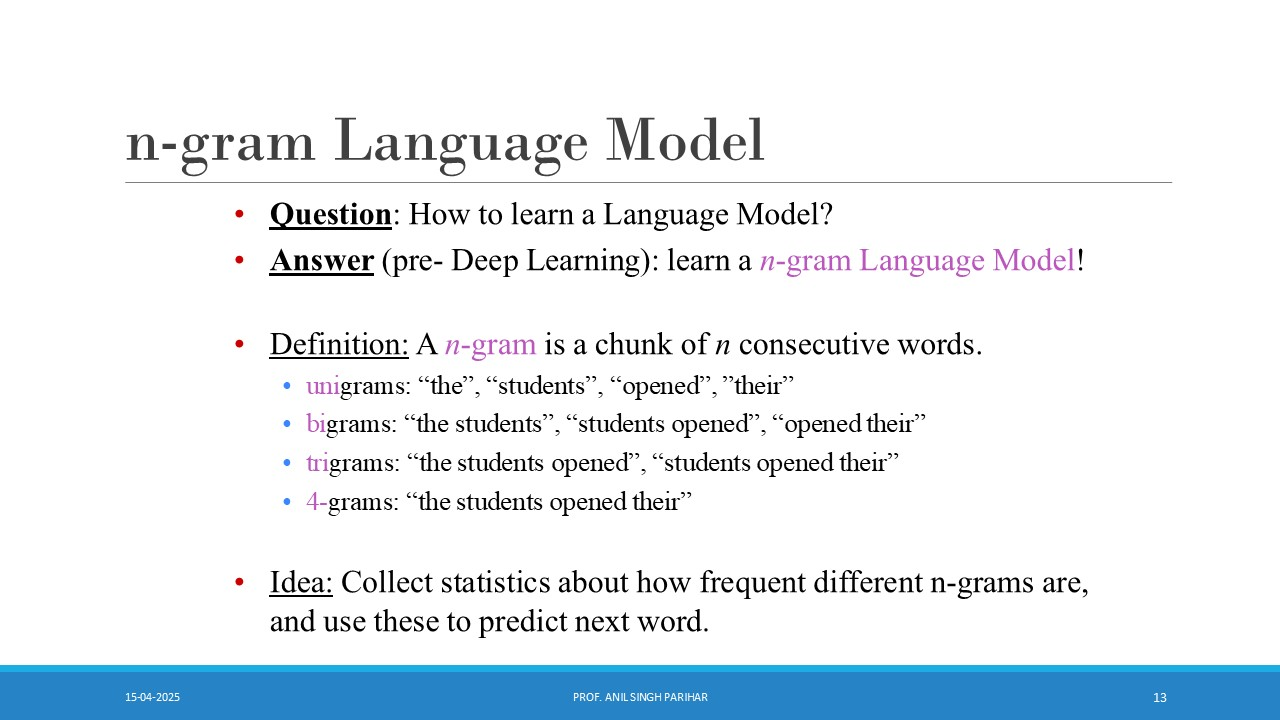 n-gram Language Model
• Question: How to learn a Language Model?
• Answer (pre- Deep Learning): learn a n-gram Language Model!
• Definition: A n-gram is a chunk of n consecutive words.
• unigrams: “the”, “students”, “opened”, ”their”
• bigrams: “the students”, “students opened”, “opened their”
• trigrams: “the students opened”, “students opened their”
• 4-grams: “the students opened their”
• Idea: Collect statistics about how frequent different n-grams are,
and use these to predict next word.
15-04-2025 PROF. ANIL SINGH PARIHAR 13